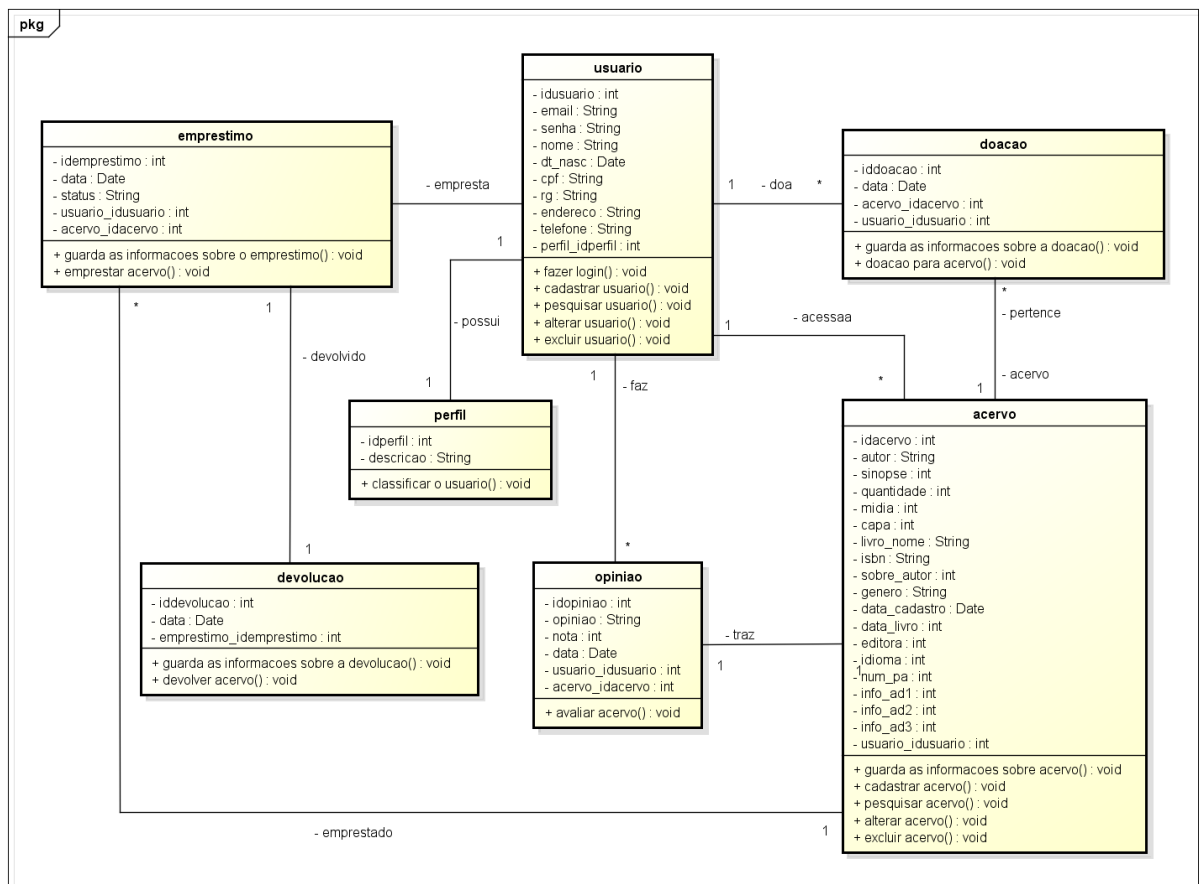 pkg
usuario
- idusuario : int
- email : String
- senha : String
- nome : String
- dt_nasc : Date
- cpf : String
- rg : String
- endereco : String
- telefone : String
- perfil_idperfil : int
+ fazer login() : void
+ cadastrar usuario() : void
+ pesquisar usuario() : void
+ alterar usuario() : void
+ excluir usuario() : void
emprestimo
- idemprestimo : int
- data : Date
- status : String
- usuario_idusuario : int
- acervo_idacervo : int
+ guarda as informacoes sobre o emprestimo() : void
+ emprestar acervo() : void
- empresta
doacao
- iddoacao : int
- data : Date
- acervo_idacervo : int
- usuario_idusuario : int
+ guarda as informacoes sobre a doacao() : void
+ doacao para acervo() : void
1
- doa
*
1
- possui
1
*
1
- devolvido
1
1
- acessaa
*
*
- pertence
- acervo
1
1
- faz
*
perfil
- idperfil : int
- descricao : String
+ classificar o usuario() : void
devolucao
- iddevolucao : int
- data : Date
- emprestimo_idemprestimo : int
+ guarda as informacoes sobre a devolucao() : void
+ devolver acervo() : void
opiniao
- idopiniao : int
- opiniao : String
- nota : int
- data : Date
- usuario_idusuario : int
- acervo_idacervo : int
+ avaliar acervo() : void
- traz
1
1
acervo
- idacervo : int
- autor : String
- sinopse : int
- quantidade : int
- midia : int
- capa : int
- livro_nome : String
- isbn : String
- sobre_autor : int
- genero : String
- data_cadastro : Date
- data_livro : int
- editora : int
- idioma : int
- num_pa : int
- info_ad1 : int
- info_ad2 : int
- info_ad3 : int
- usuario_idusuario : int
+ guarda as informacoes sobre acervo() : void
+ cadastrar acervo() : void
+ pesquisar acervo() : void
+ alterar acervo() : void
+ excluir acervo() : void
- emprestado
1